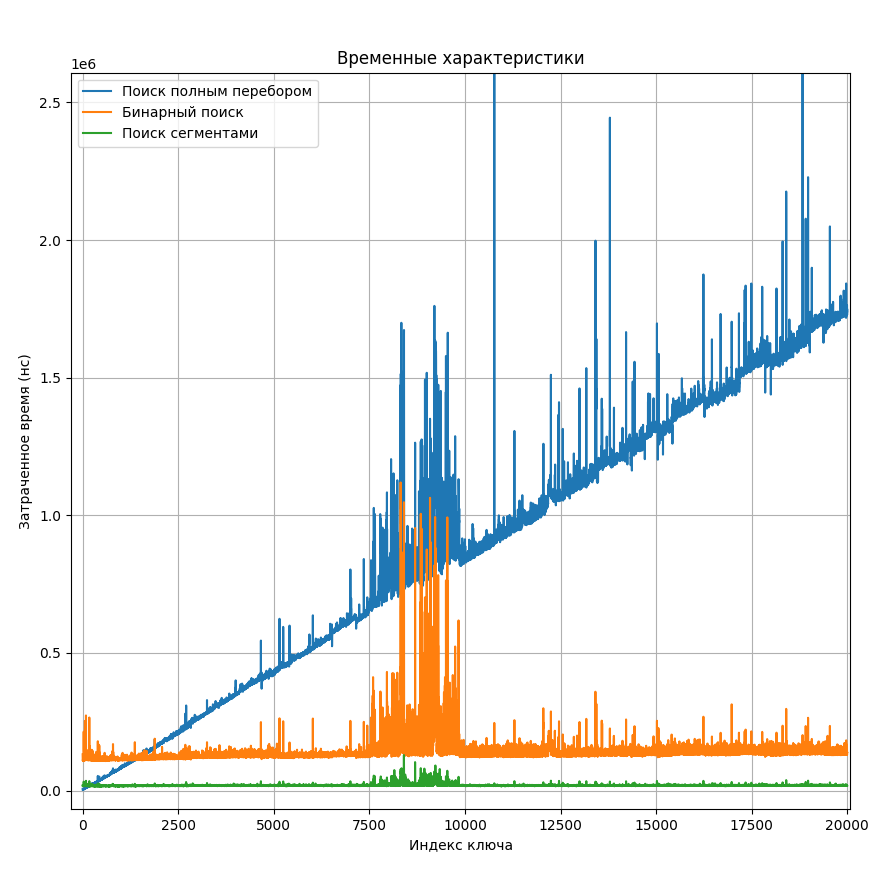 Временные характеристики
1e6
Поиск полным перебором
Бинарный поиск
Поиск сегментами
2.5
2.0
1.5
1.0
0.5
0.0
Затраченное время (нс)
0 2500 5000 7500 10000 12500 15000 17500 20000
Индекс ключа